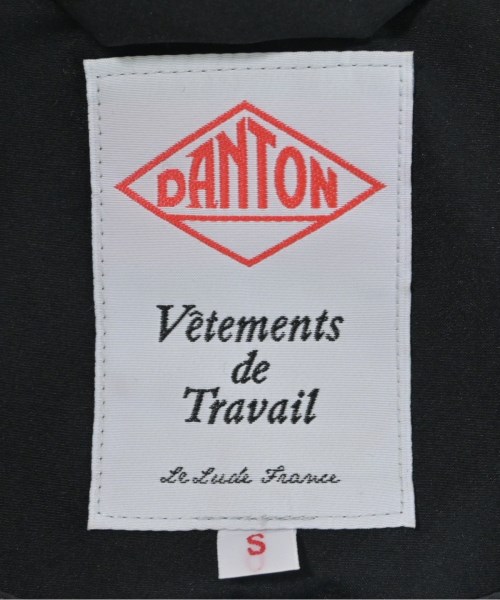 DANTON
Vêtements
de
Travail
Le Lude France
S